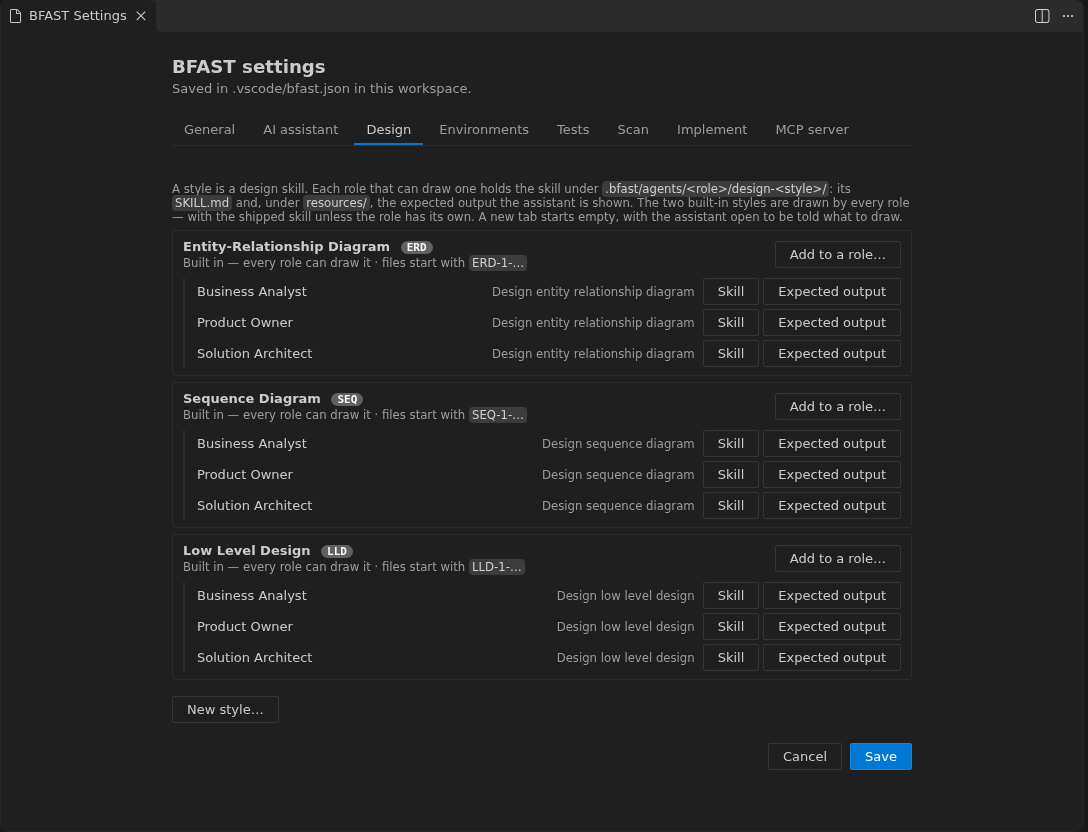 BFAST Settings
BFAST settings
Saved in .vscode/bfast.json in this workspace.
General AI assistant Design Environments Tests Scan Implement MCP server
A style is a design skill. Each role that can draw one holds the skill under .bfast/agents/<role>/design-<style>/: its
SKILL.md and, under resources/, the expected output the assistant is shown. The two built-in styles are drawn by every role
— with the shipped skill unless the role has its own. A new tab starts empty, with the assistant open to be told what to draw.
Entity-Relationship Diagram ERD
Built in — every role can draw it · files start with ERD-1-…
Add to a role…
Business Analyst Design entity relationship diagram Skill Expected output
Product Owner Design entity relationship diagram Skill Expected output
Solution Architect Design entity relationship diagram Skill Expected output
Sequence Diagram SEQ
Built in — every role can draw it · files start with SEQ-1-…
Add to a role…
Business Analyst Design sequence diagram Skill Expected output
Product Owner Design sequence diagram Skill Expected output
Solution Architect Design sequence diagram Skill Expected output
Low Level Design LLD
Built in — every role can draw it · files start with LLD-1-…
Add to a role…
Business Analyst Design low level design Skill Expected output
Product Owner Design low level design Skill Expected output
Solution Architect Design low level design Skill Expected output
New style…
Cancel Save